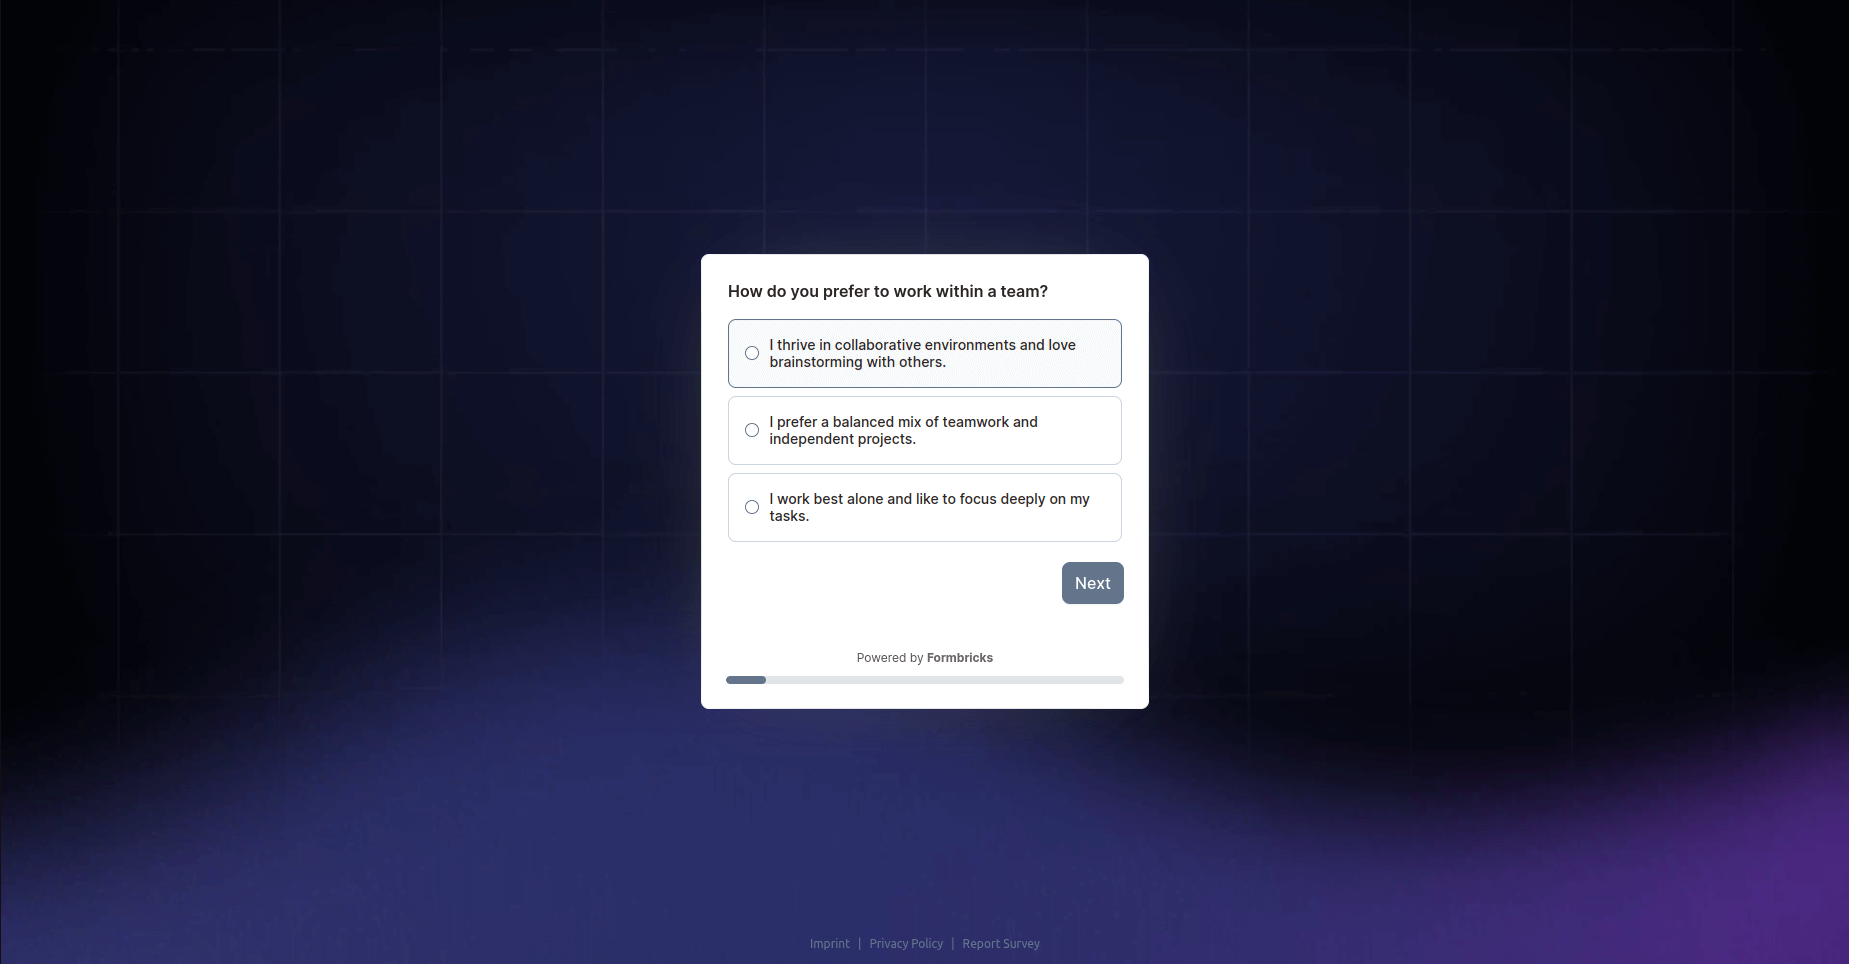 How do you prefer to work within a team?
I thrive in collaborative environments and love
brainstorming with others.
I prefer a balanced mix of teamwork and
independent projects.
I work best alone and like to focus deeply on my
tasks.
Next
Powered by Formbricks
Imprint | Privacy Policy | Report Survey